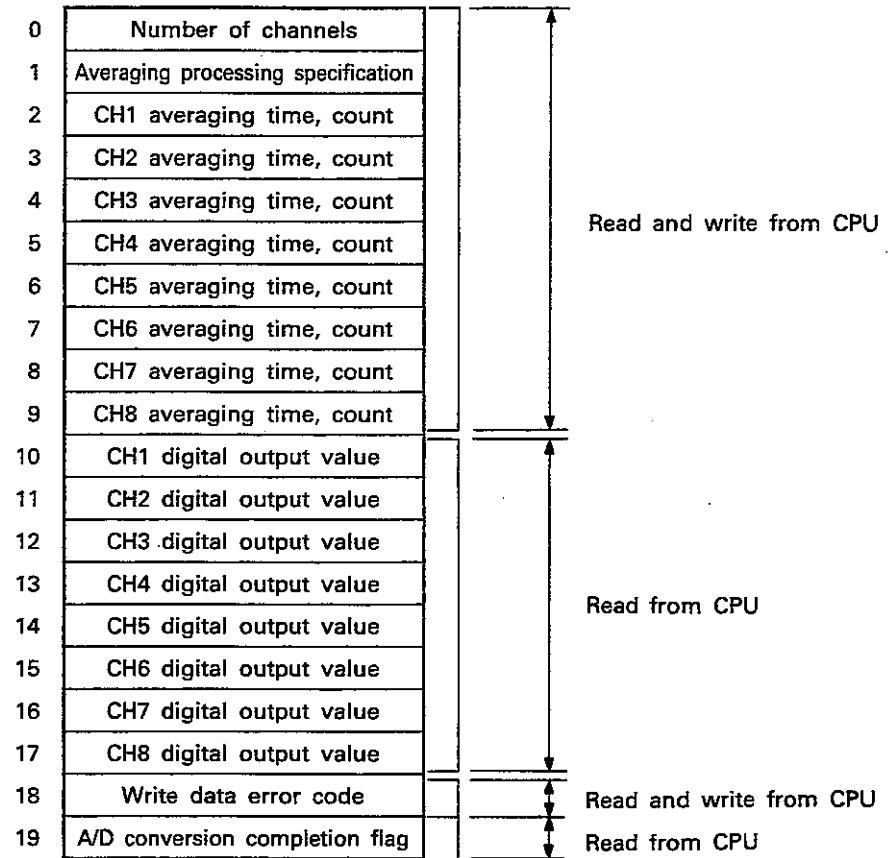 0 Number of channels
1 Averaging processing specification
2 CH1 averaging time, count
3 CH2 averaging time, count
4 CH3 averaging time, count
5 CH4 averaging time, count
6 CH5 averaging time, count
7 CH6 averaging time, count
8 CH7 averaging time, count
9 CH8 averaging time, count
Read and write from CPU
10 CH1 digital output value
11 CH2 digital output value
12 CH3 digital output value
13 CH4 digital output value
14 CH5 digital output value
15 CH6 digital output value
16 CH7 digital output value
17 CH8 digital output value
Read from CPU
18 Write data error code
Read and write from CPU
19 A/D conversion completion flag
Read from CPU